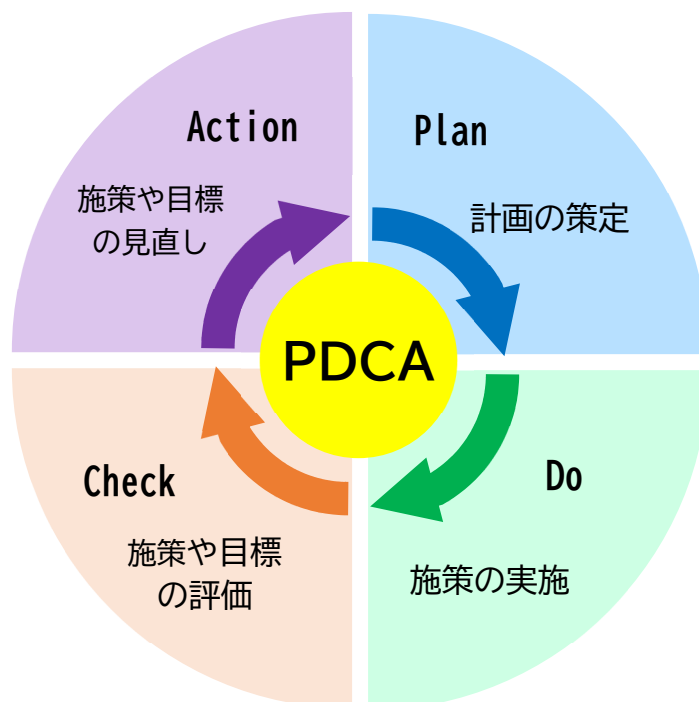 Action
施策や目標
の見直し
Plan
計画の策定
PDCA
Check
施策や目標
の評価
Do
施策の実施